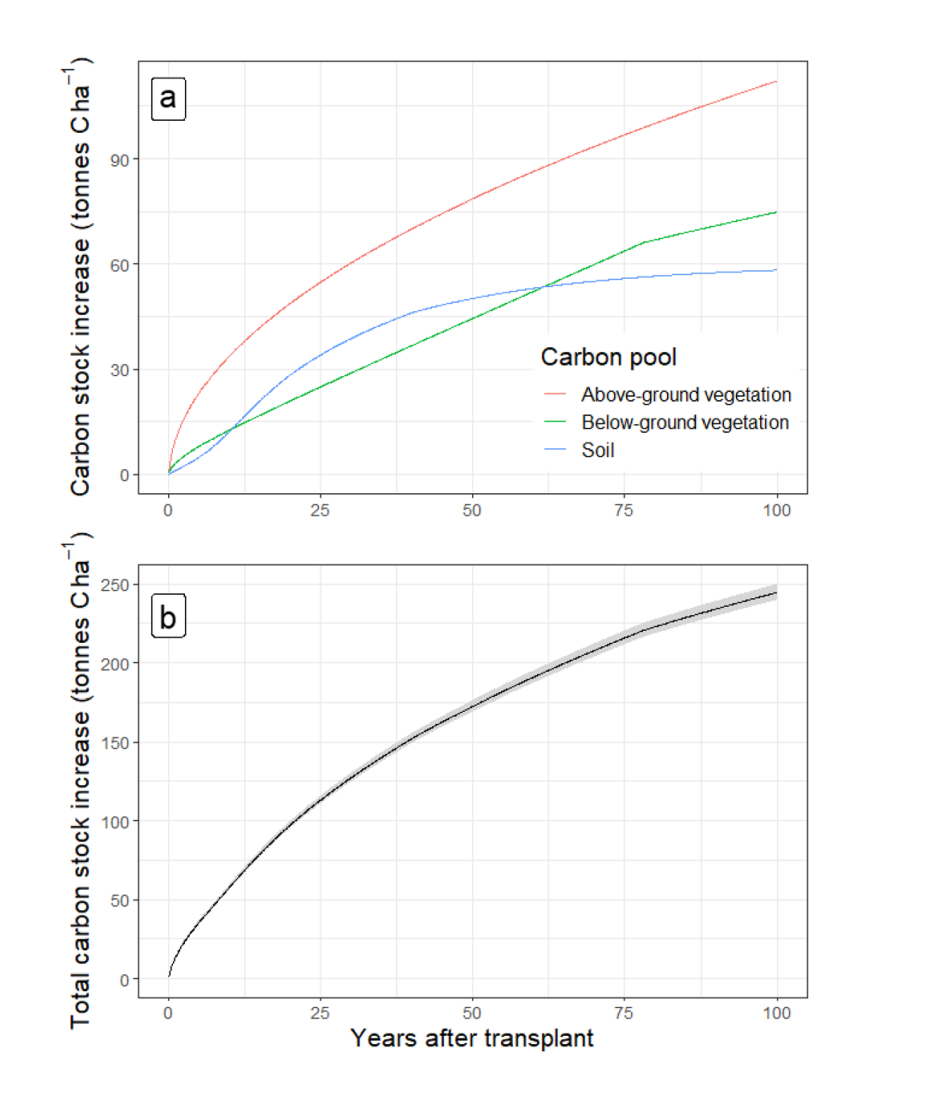 a
Carbon stock increase (tonnes C ha⁻¹)
90
60
30
0
Carbon pool
Above-ground vegetation
Below-ground vegetation
Soil
0 25 50 75 100
b
Total carbon stock increase (tonnes C ha⁻¹)
250
200
150
100
50
0
0 25 50 75 100
Years after transplant